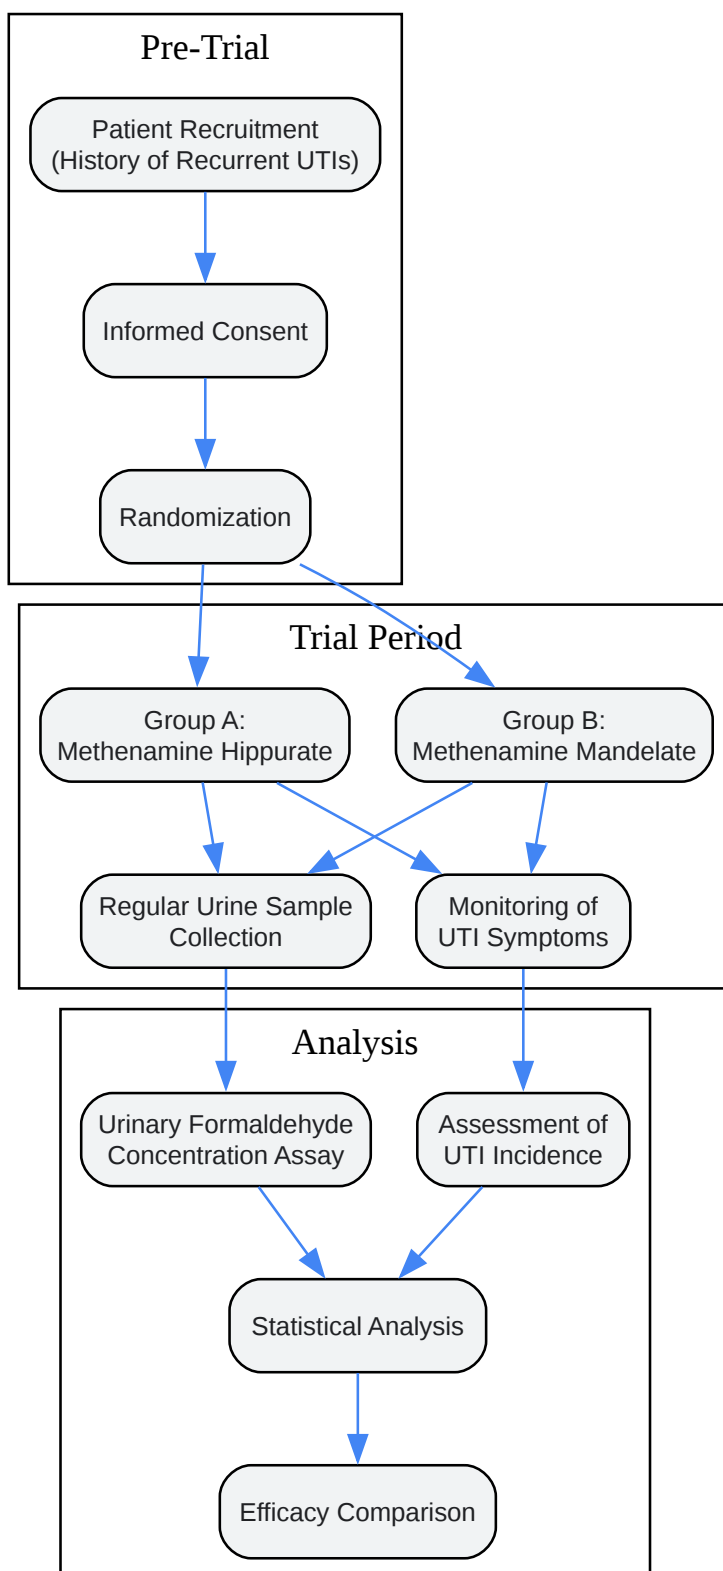 Pre-Trial
Patient Recruitment
(History of Recurrent UTIs)
Informed Consent
Randomization
Trial Period
Group A:
Methenamine Hippurate
Group B:
Methenamine Mandelate
Regular Urine Sample
Collection
Monitoring of
UTI Symptoms
Analysis
Urinary Formaldehyde
Concentration Assay
Assessment of
UTI Incidence
Statistical Analysis
Efficacy Comparison